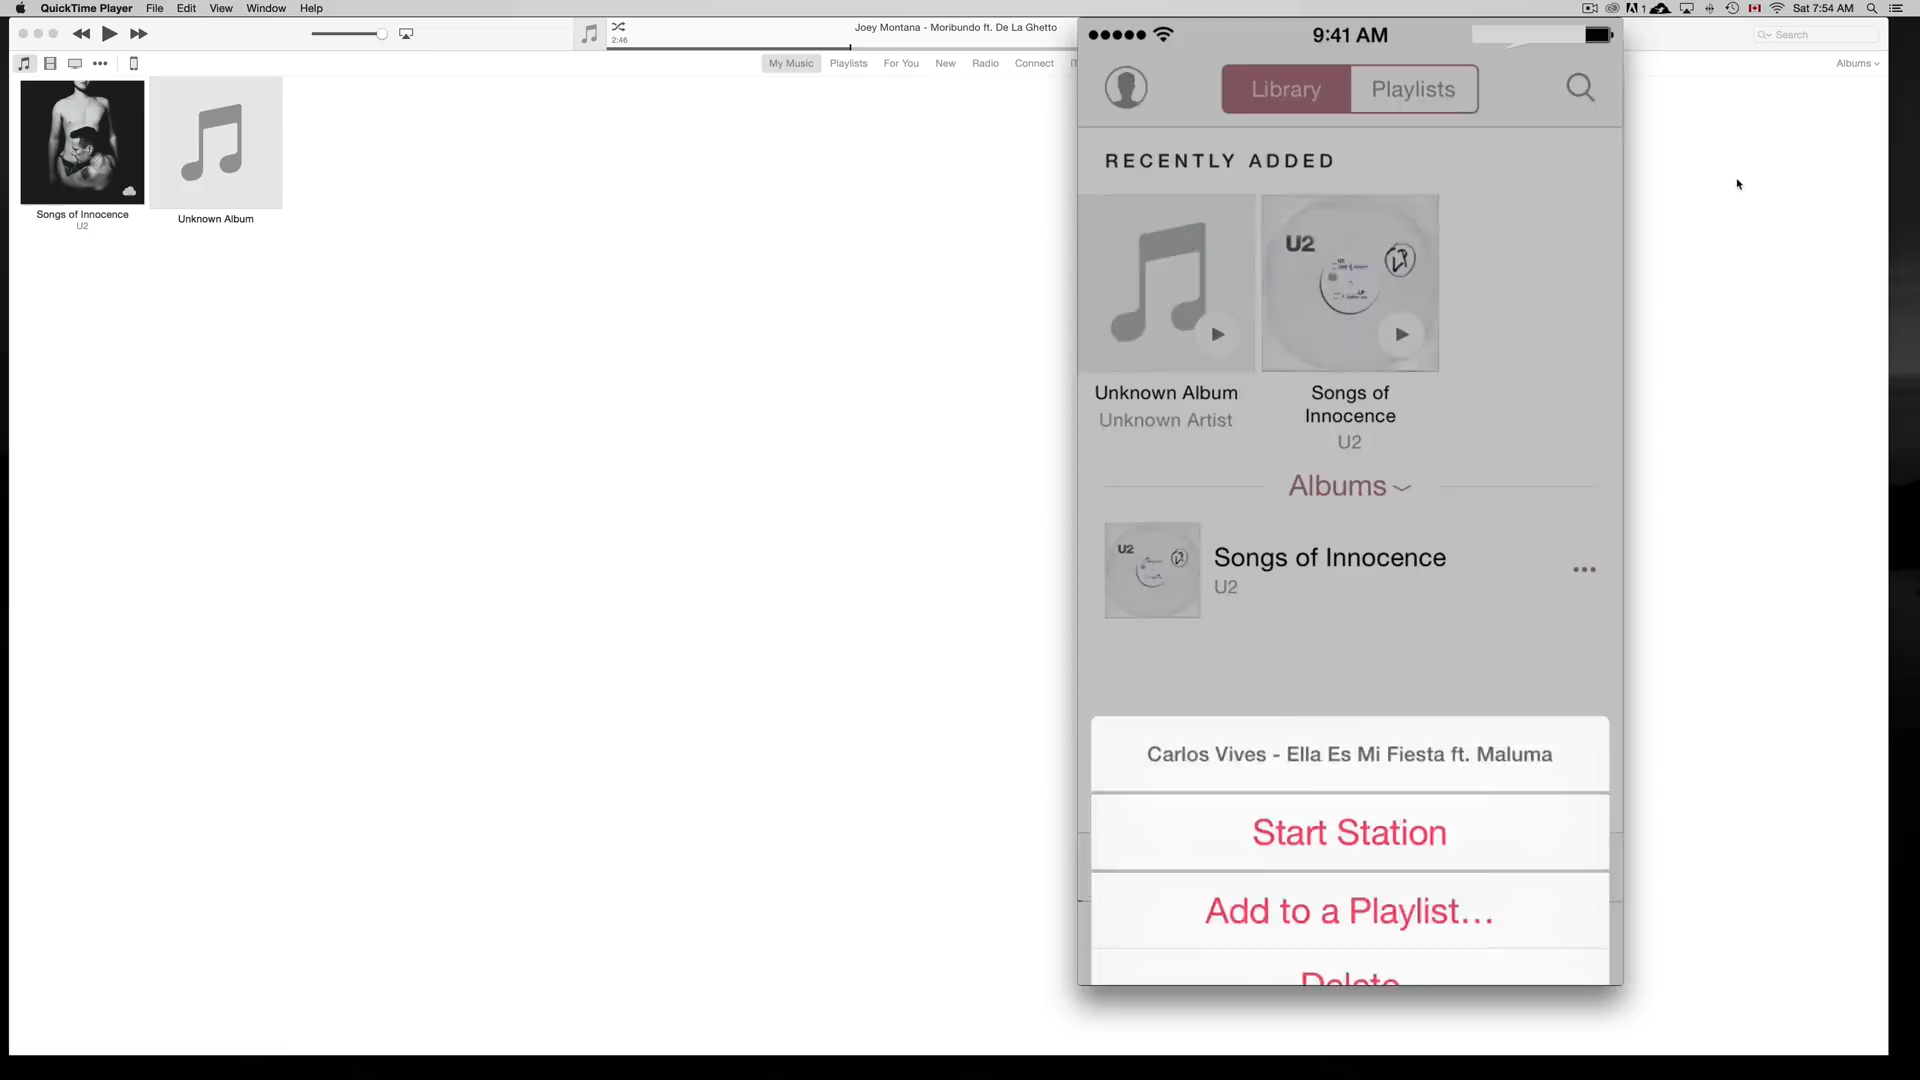 QuickTime Player File Edit View Window Help
1 Sat 7:54 AM
Joey Montana - Moribundo ft. De La Ghetto
2:46
Search
My Music Playlists For You New Radio Connect
Albums
Songs of Innocence
U2
Unknown Album
9:41 AM
Library Playlists
RECENTLY ADDED
U2
Unknown Album
Unknown Artist
Songs of
Innocence
U2
Albums
U2
Songs of Innocence
U2
Carlos Vives - Ella Es Mi Fiesta ft. Maluma
Start Station
Add to a Playlist...
Delete